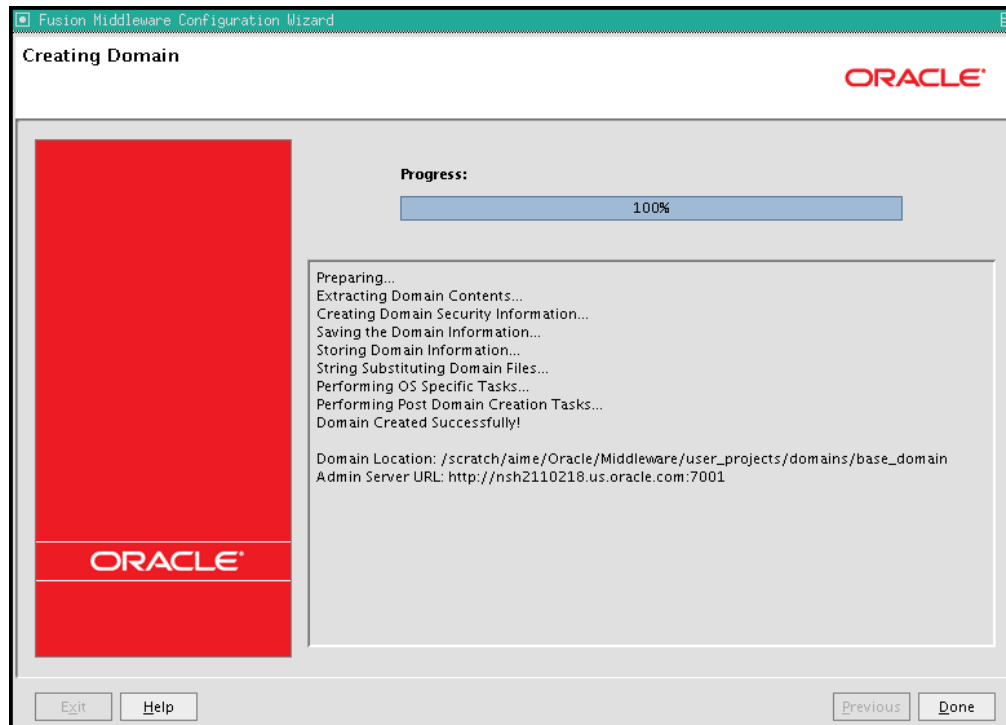 Fusion Middleware Configuration Wizard
Creating Domain
ORACLE
Progress:
100%
Preparing...
Extracting Domain Contents...
Creating Domain Security Information...
Saving the Domain Information...
Storing Domain Information...
String Substituting Domain Files...
Performing OS Specific Tasks...
Performing Post Domain Creation Tasks...
Domain Created Successfully!
Domain Location: /scratch/aime/Oracle/Middleware/user_projects/domains/base_domain
Admin Server URL: http://nsh2110218.us.oracle.com:7001
ORACLE
Exit
Help
Previous
Done